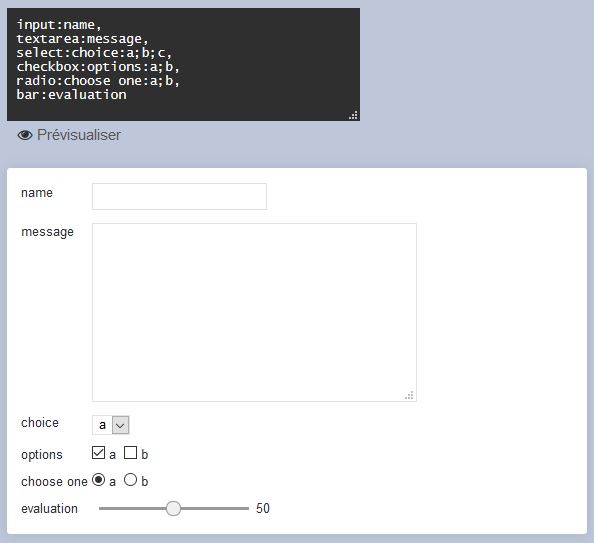 input:name,
textarea:message,
select:choice:a;b;c,
checkbox:options:a;b,
radio:choose one:a;b,
bar:evaluation
Prévisualiser
name
message
choice a
options a b
choose one a b
evaluation 50